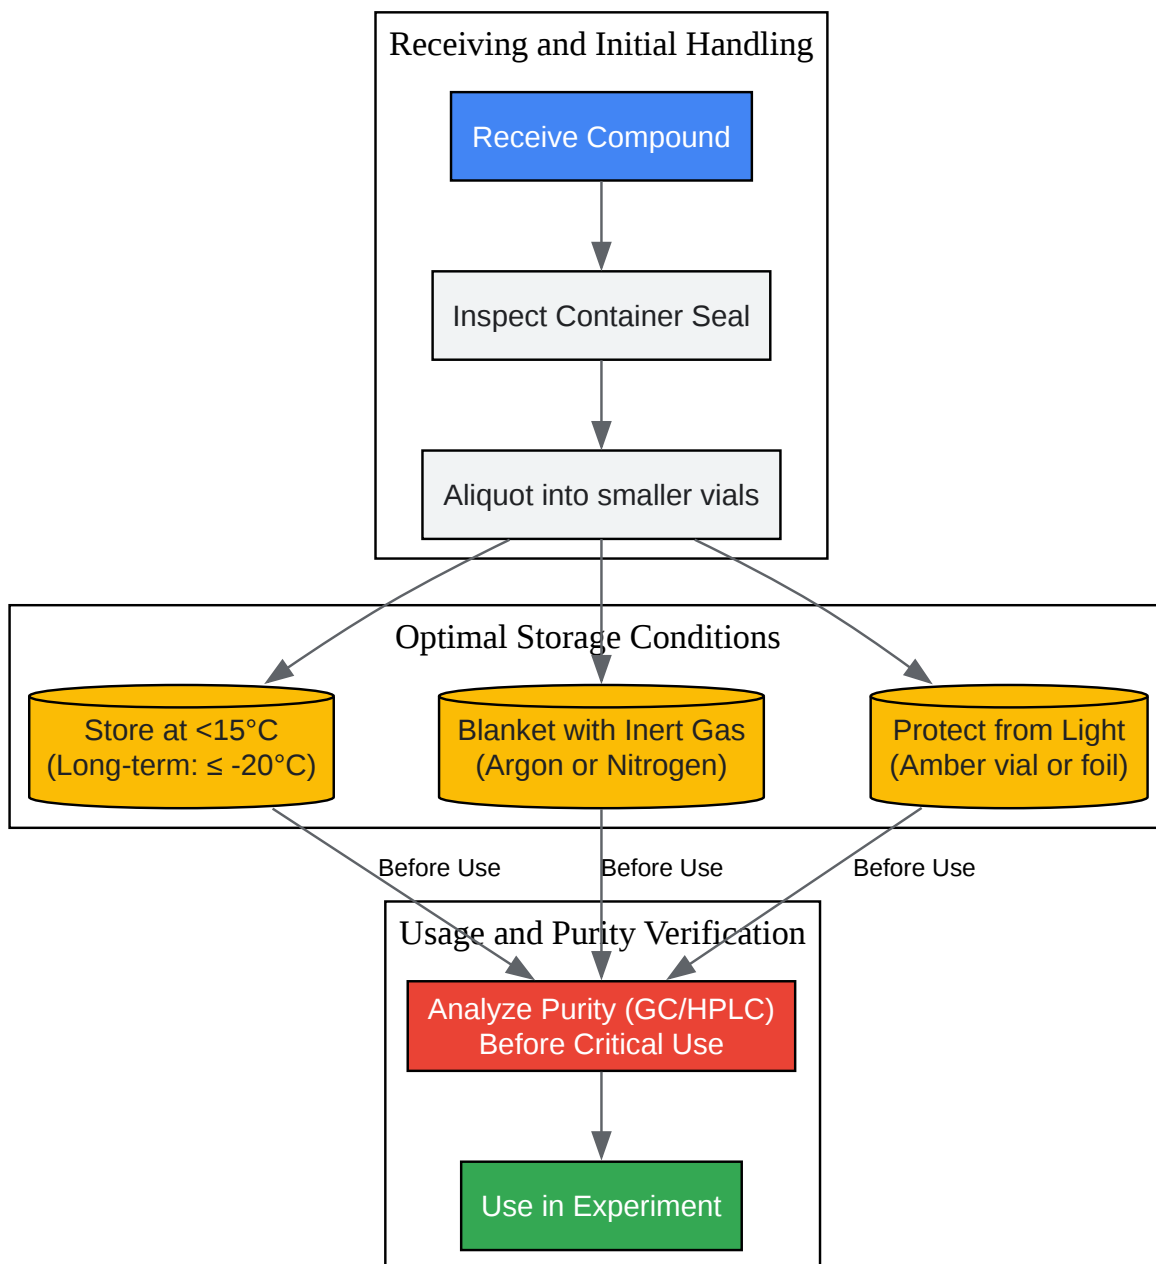 Receiving and Initial Handling
Receive Compound
Inspect Container Seal
Aliquot into smaller vials
Optimal Storage Conditions
Store at <15°C
(Long-term: ≤ -20°C)
Blanket with Inert Gas
(Argon or Nitrogen)
Protect from Light
(Amber vial or foil)
Before Use
Before Use
Before Use
Usage and Purity Verification
Analyze Purity (GC/HPLC)
Before Critical Use
Use in Experiment